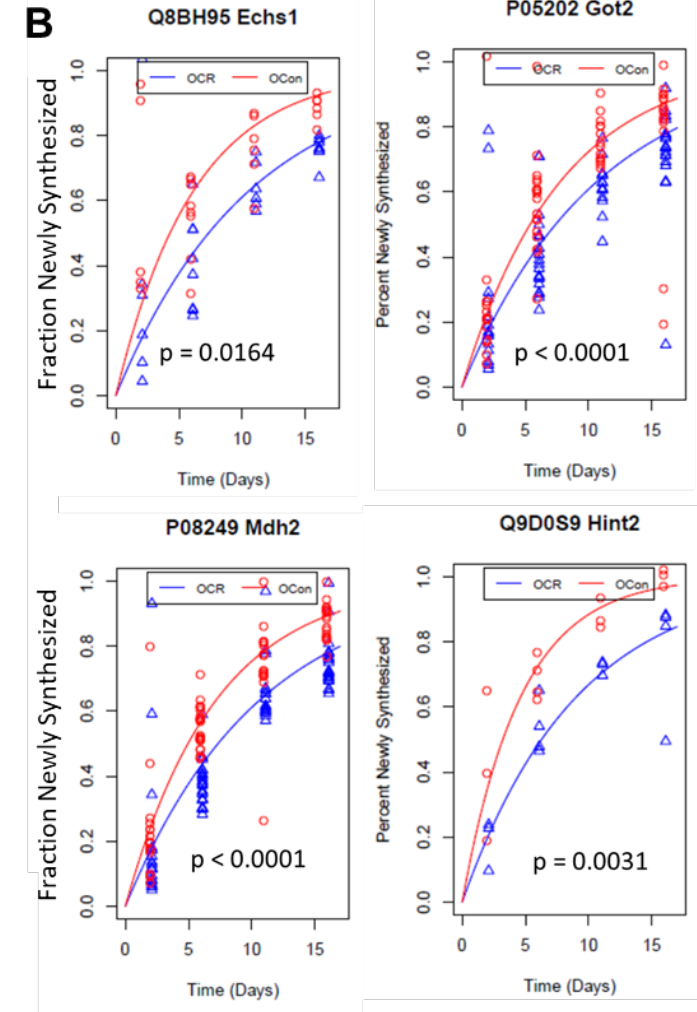 B
Q8BH95 Echs1
OCR OCon
Fraction Newly Synthesized
1.0
0.8
0.6
0.4
0.2
0.0
p = 0.0164
0 5 10 15
Time (Days)
P05202 Got2
OCR OCon
Percent Newly Synthesized
1.0
0.8
0.6
0.4
0.2
0.0
p < 0.0001
0 5 10 15
Time (Days)
P08249 Mdh2
OCR OCon
Fraction Newly Synthesized
1.0
0.8
0.6
0.4
0.2
0.0
p < 0.0001
0 5 10 15
Time (Days)
Q9D0S9 Hint2
OCR OCon
Percent Newly Synthesized
1.0
0.8
0.6
0.4
0.2
0.0
p = 0.0031
0 5 10 15
Time (Days)